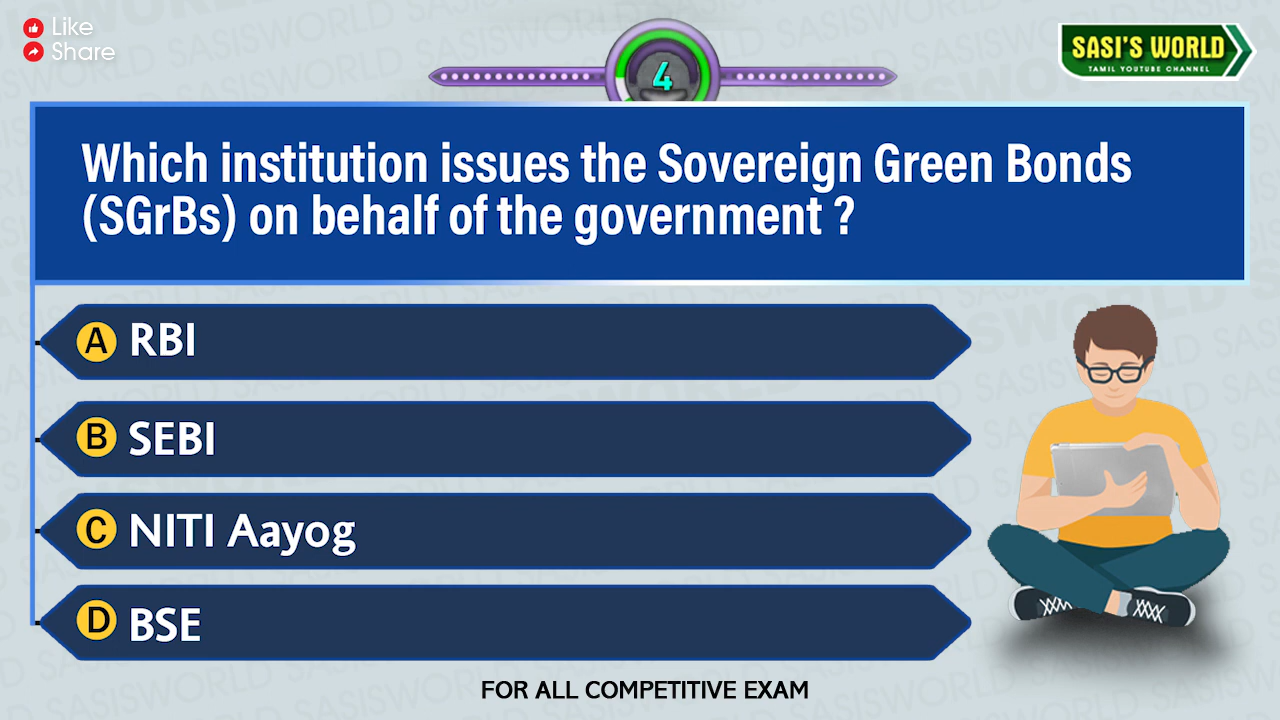 Like
Share
4
SASI'S WORLD
TAMIL YOUTUBE CHANNEL
Which institution issues the Sovereign Green Bonds
(SGrBs) on behalf of the government ?
A RBI
B SEBI
C NITI Aayog
D BSE
FOR ALL COMPETITIVE EXAM